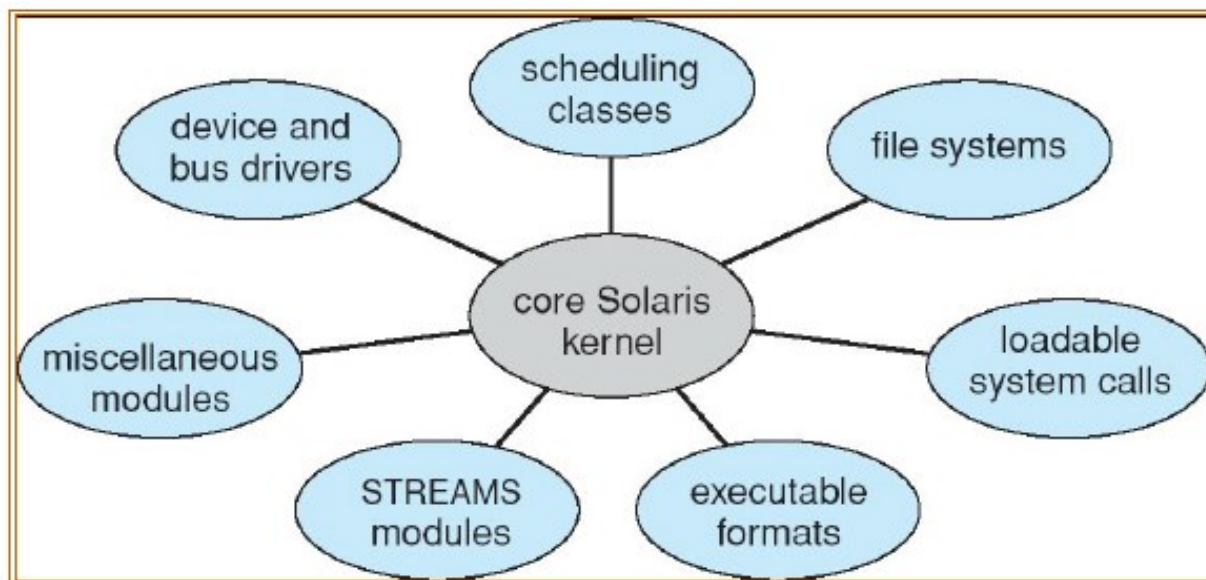 scheduling
classes
device and
bus drivers
file systems
core Solaris
kernel
miscellaneous
modules
loadable
system calls
STREAMS
modules
executable
formats